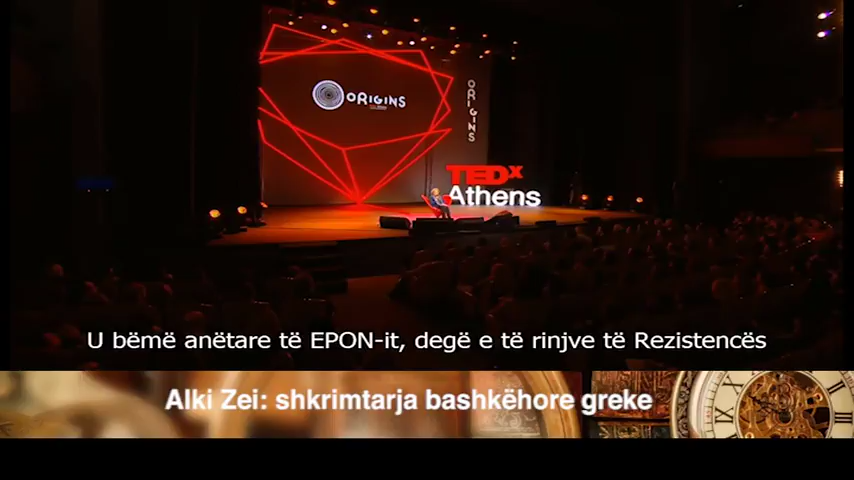 ORIGINS
ORIGINS
TEDx
Athens
U bëmë anëtare të EPON-it, degë e të rinjve të Rezistencës
Alki Zei: shkrimtarja bashkëhore greke